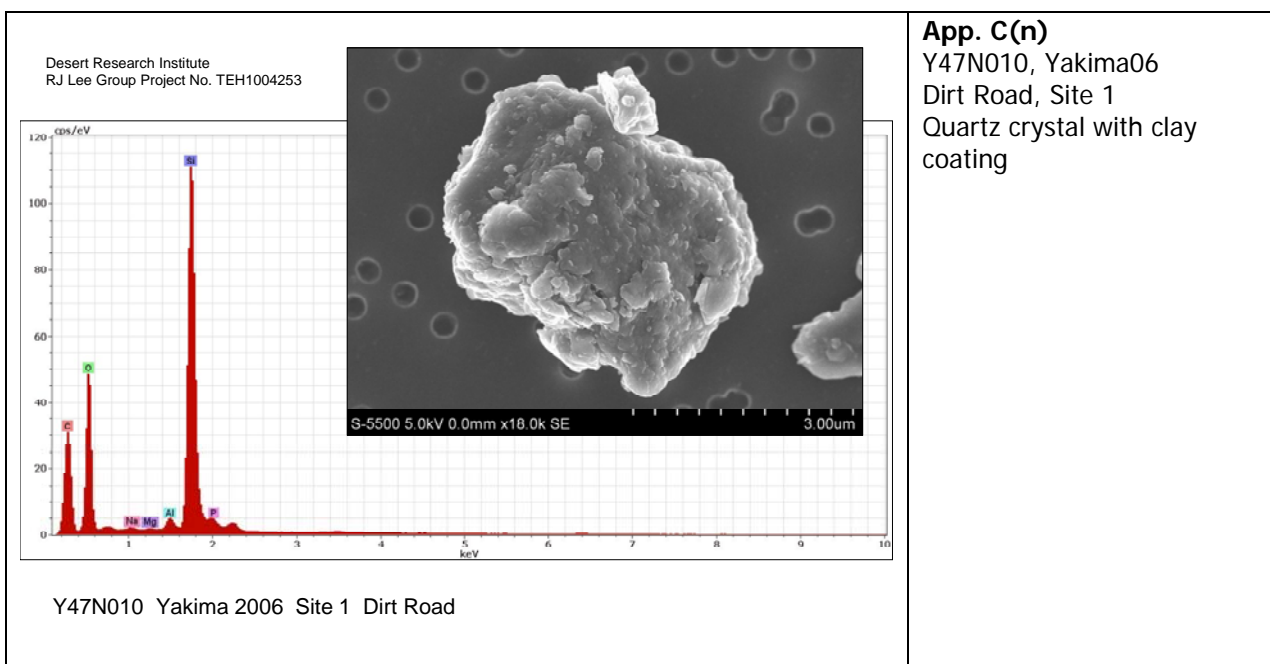 Desert Research Institute
RJ Lee Group Project No. TEH1004253
cps/eV
120
100
80
60
40
20
0
C
O
Na
Mg
Al
Si
P
1
2
3
4
5
6
7
8
9
10
keV
S-5500 5.0kV 0.0mm x18.0k SE
3.00um
Y47N010 Yakima 2006 Site 1 Dirt Road
App. C(n)
Y47N010, Yakima06
Dirt Road, Site 1
Quartz crystal with clay
coating